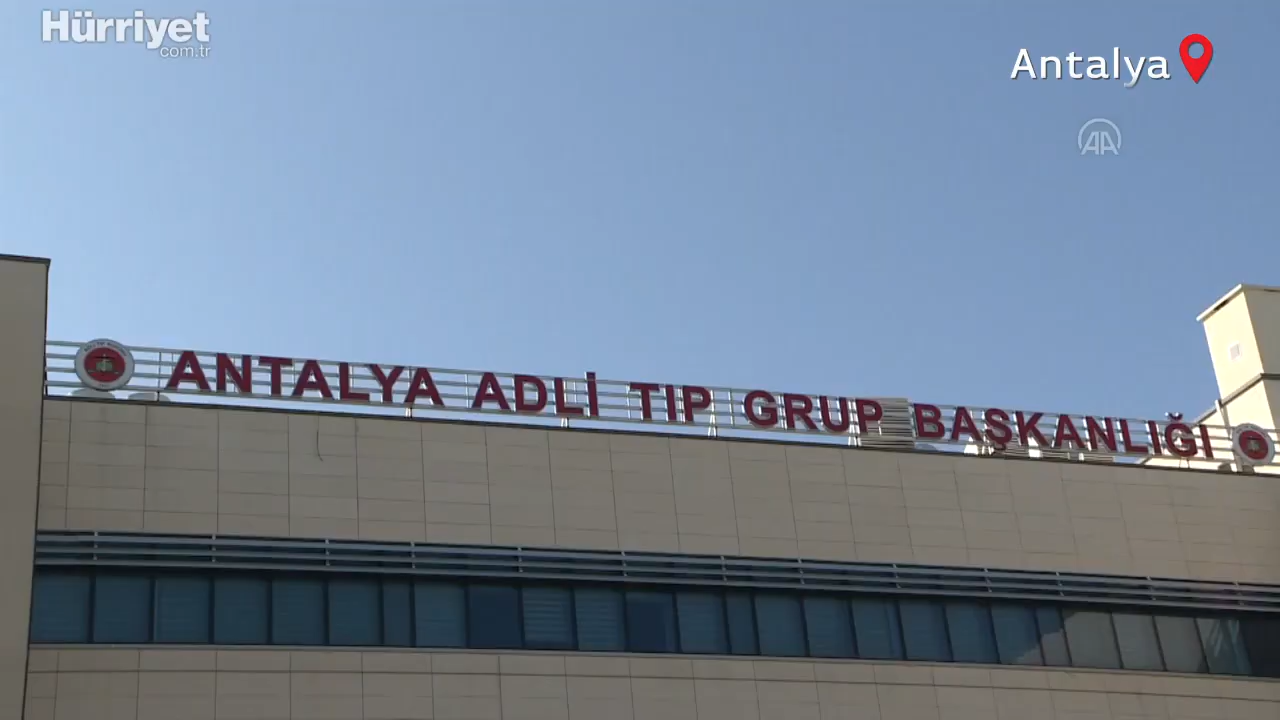 Hürriyet
com.tr
Antalya
AA
ANTALYA ADLİ TIP GRUP BAŞKANLIĞI